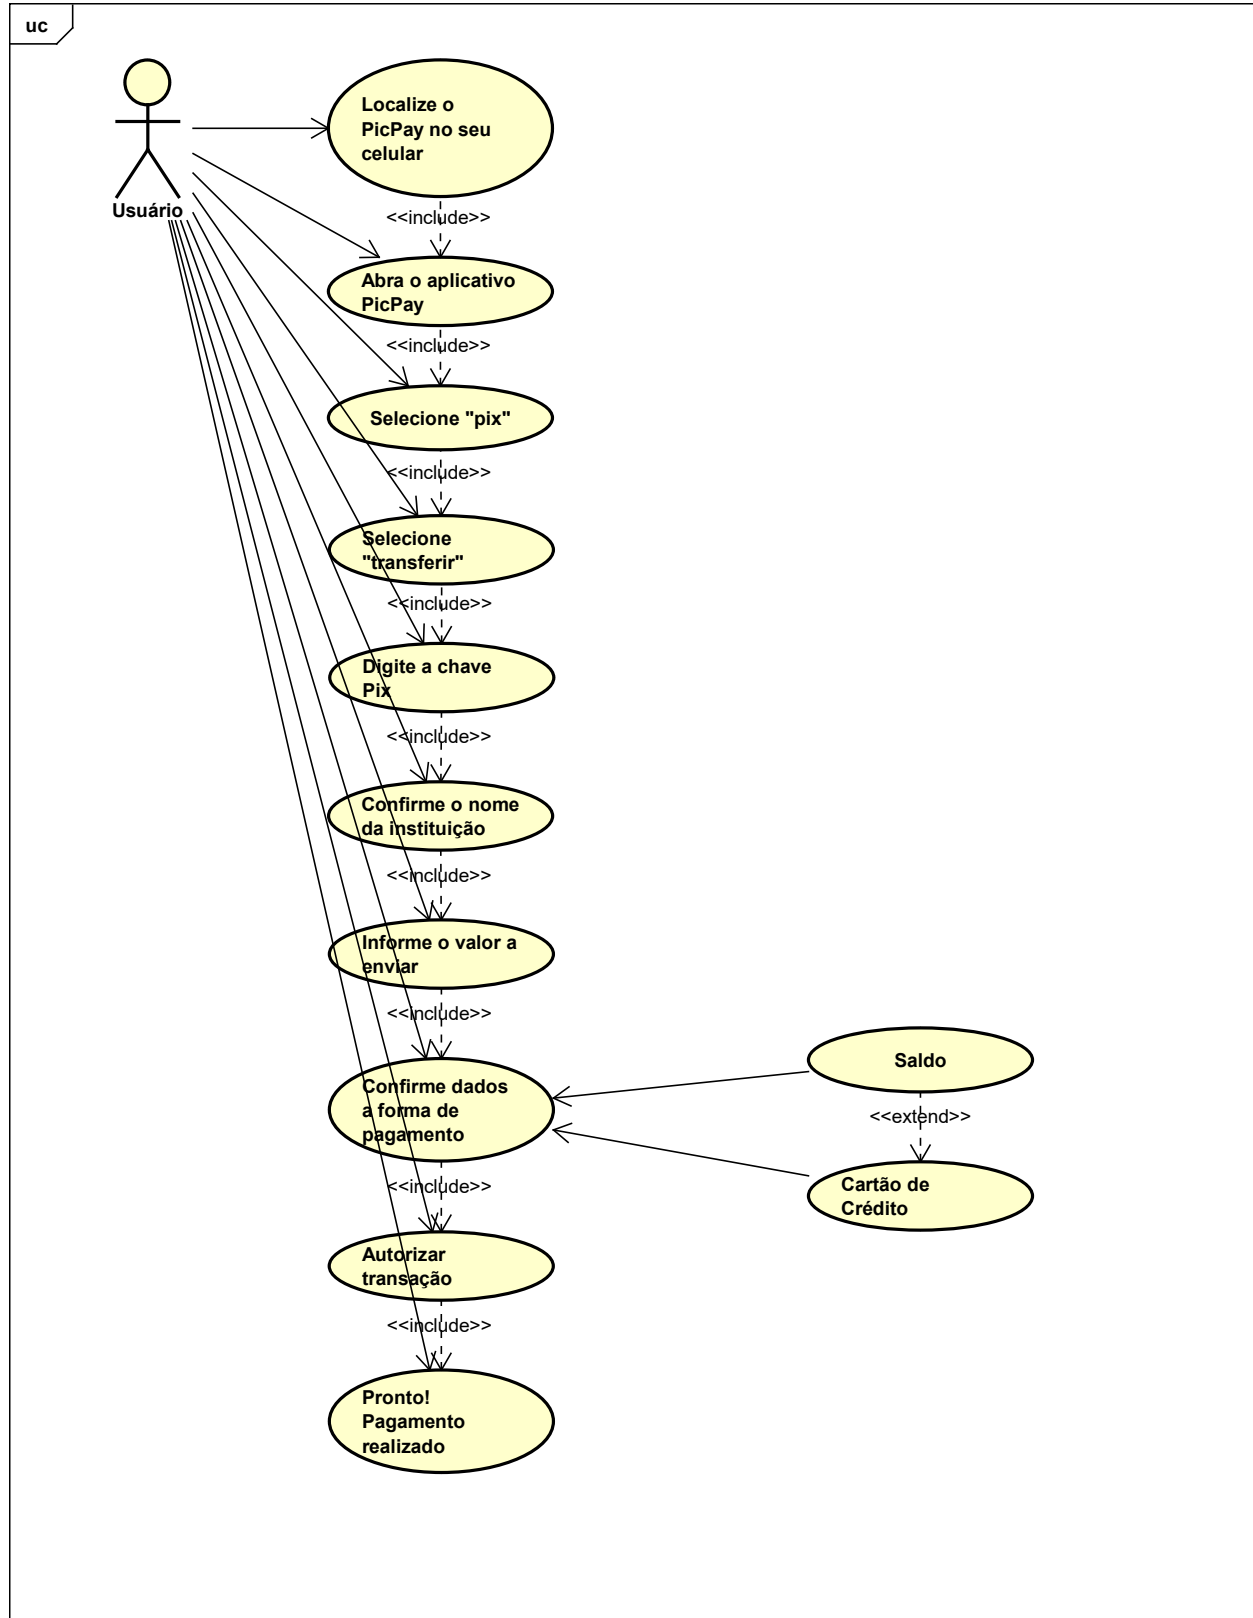 uc
Localize o
PicPay no seu
celular
Usuário
<<include>>
Abra o aplicativo
PicPay
<<include>>
Selecione "pix"
<<include>>
Selecione
"transferir"
<<include>>
Digite a chave
Pix
<<include>>
Confirme o nome
da instituição
<<include>>
Informe o valor a
enviar
<<include>>
Confirme dados
a forma de
pagamento
Saldo
<<extend>>
Cartão de
Crédito
<<include>>
Autorizar
transação
<<include>>
Pronto!
Pagamento
realizado